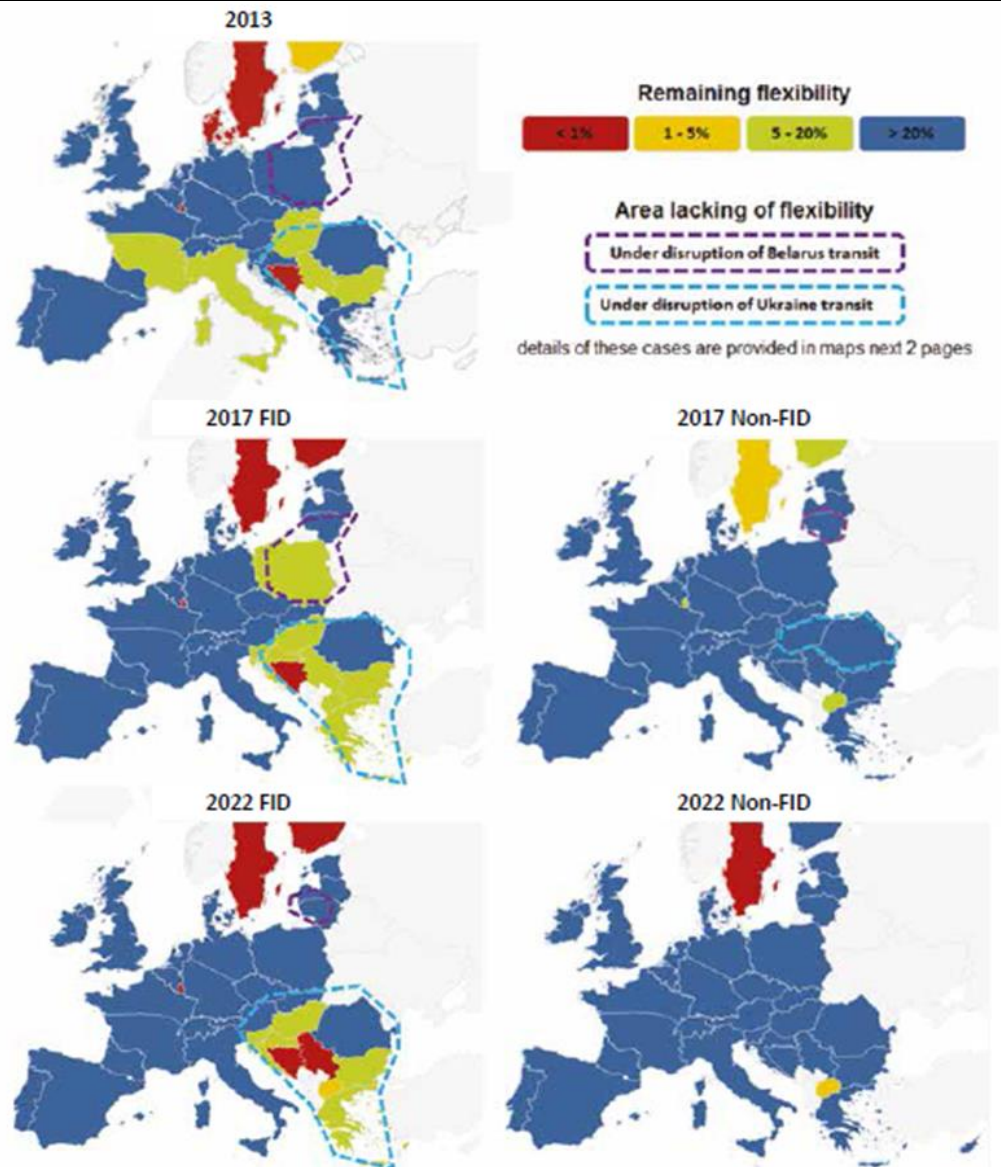 2013
Remaining flexibility
< 1%
1 - 5%
5 - 20%
> 20%
Area lacking of flexibility
Under disruption of Belarus transit
Under disruption of Ukraine transit
details of these cases are provided in maps next 2 pages
2017 FID
2017 Non-FID
2022 FID
2022 Non-FID